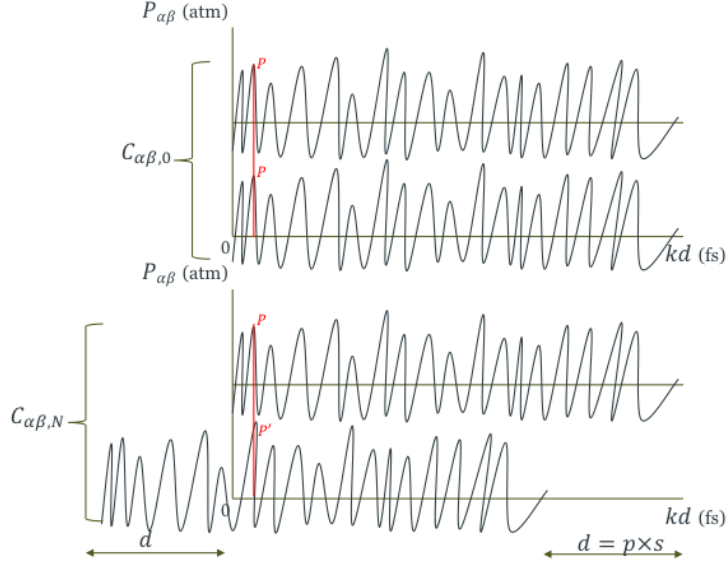 P_{αβ} (atm)
P
C_{αβ,0}
P
0
kd (fs)
P_{αβ} (atm)
P
C_{αβ,N}
P'
0
kd (fs)
d
d = p×s